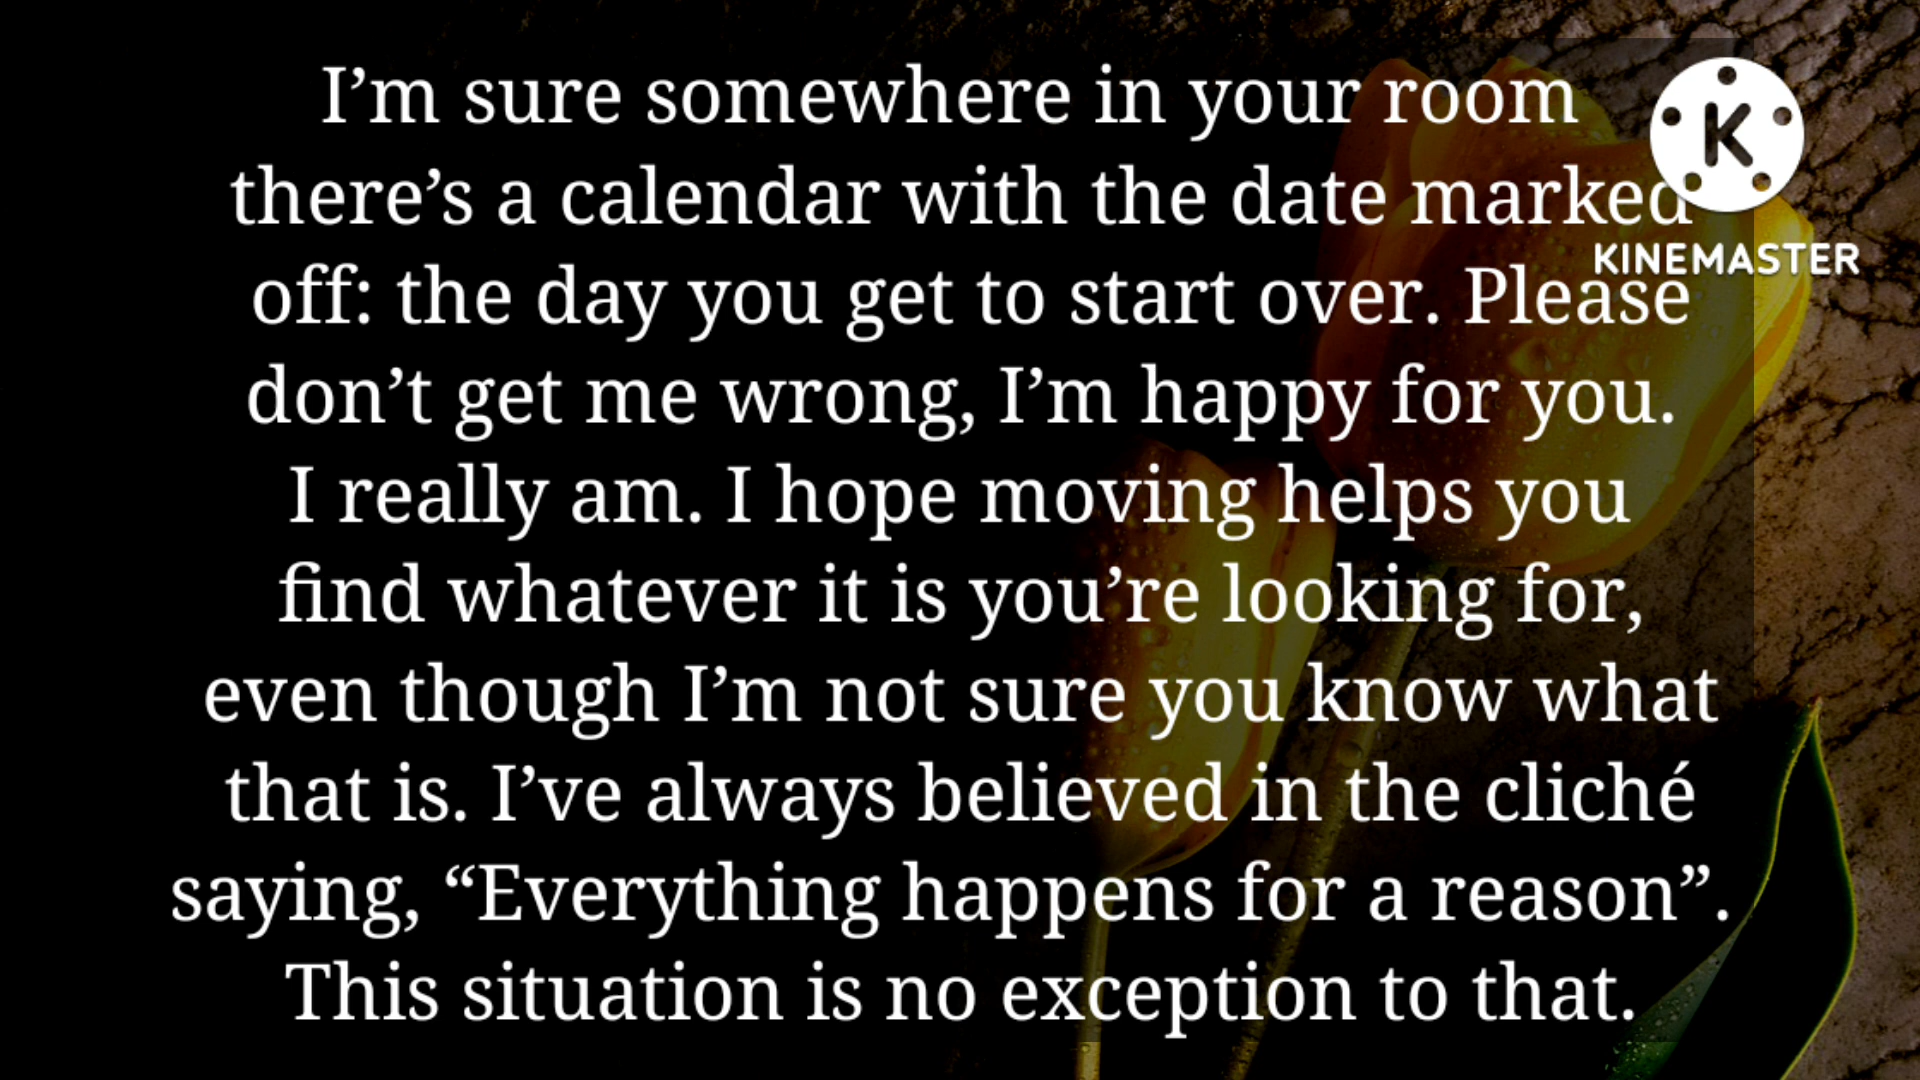 I’m sure somewhere in your room
there’s a calendar with the date marked
off: the day you get to start over. Please
don’t get me wrong, I’m happy for you.
I really am. I hope moving helps you
find whatever it is you’re looking for,
even though I’m not sure you know what
that is. I’ve always believed in the cliché
saying, “Everything happens for a reason”.
This situation is no exception to that.
K
KINEMASTER